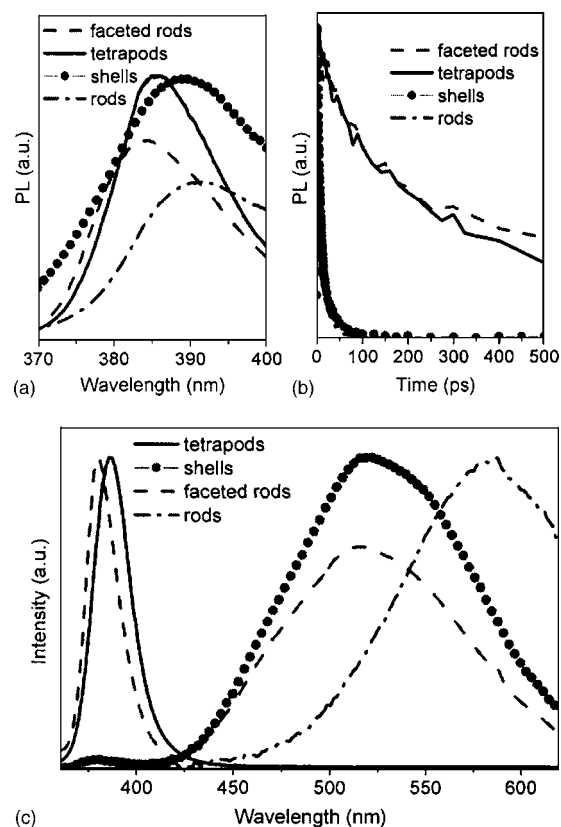 faceted rods
tetrapods
shells
rods
PL (a.u.)
370 380 390 400
Wavelength (nm)
(a)
faceted rods
tetrapods
shells
rods
PL (a.u.)
0 100 200 300 400 500
Time (ps)
(b)
tetrapods
shells
faceted rods
rods
Intensity (a.u.)
400 450 500 550 600
Wavelength (nm)
(c)